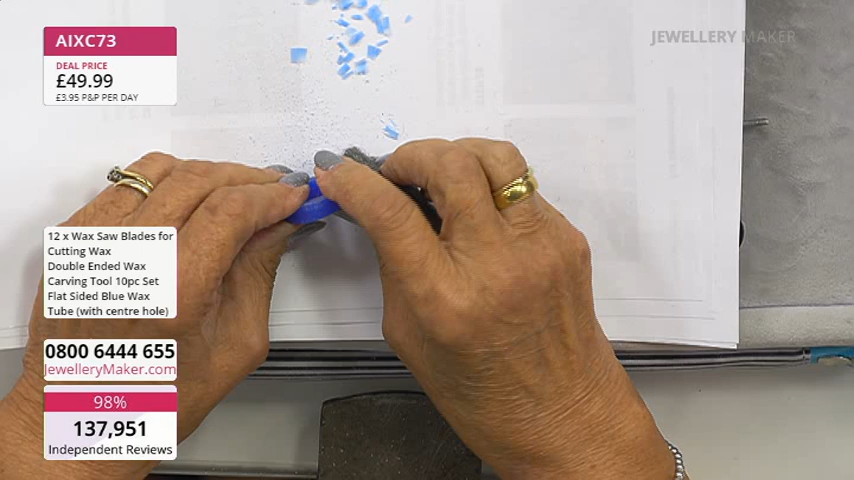 AIXC73
DEAL PRICE
£49.99
£3.95 P&P PER DAY
JEWELLERY MAKER
12 x Wax Saw Blades for
Cutting Wax
Double Ended Wax
Carving Tool 10pc Set
Flat Sided Blue Wax
Tube (with centre hole)
0800 6444 655
JewelleryMaker.com
98%
137,951
Independent Reviews